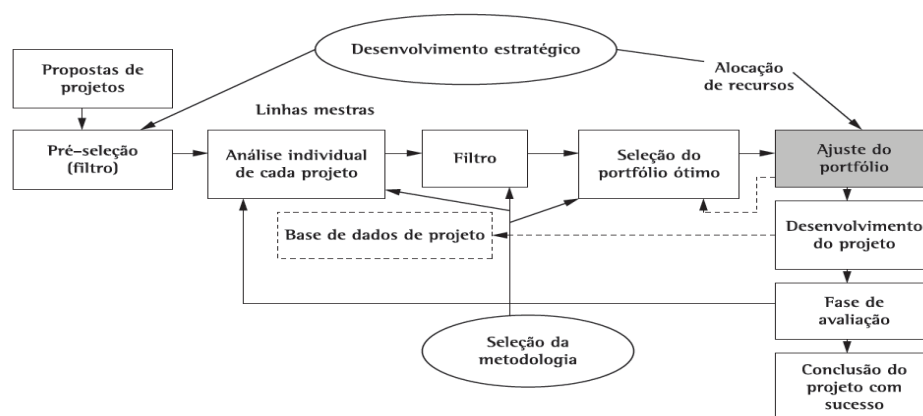 Desenvolvimento estratégico
Propostas de
projetos
Alocação
de recursos
Linhas mestras
Pré–seleção
(filtro)
Análise individual
de cada projeto
Filtro
Seleção do
portfólio ótimo
Ajuste do
portfólio
Base de dados de projeto
Desenvolvimento
do projeto
Fase de
avaliação
Seleção da
metodologia
Conclusão do
projeto com
sucesso